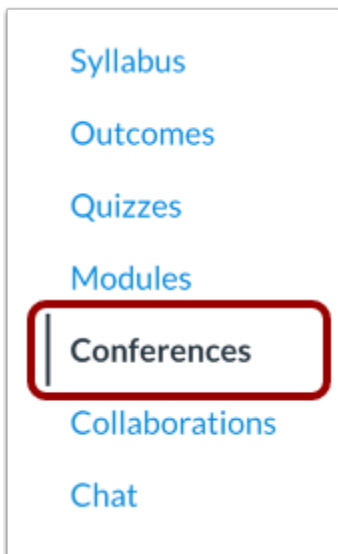 Syllabus
Outcomes
Quizzes
Modules
Conferences
Collaborations
Chat